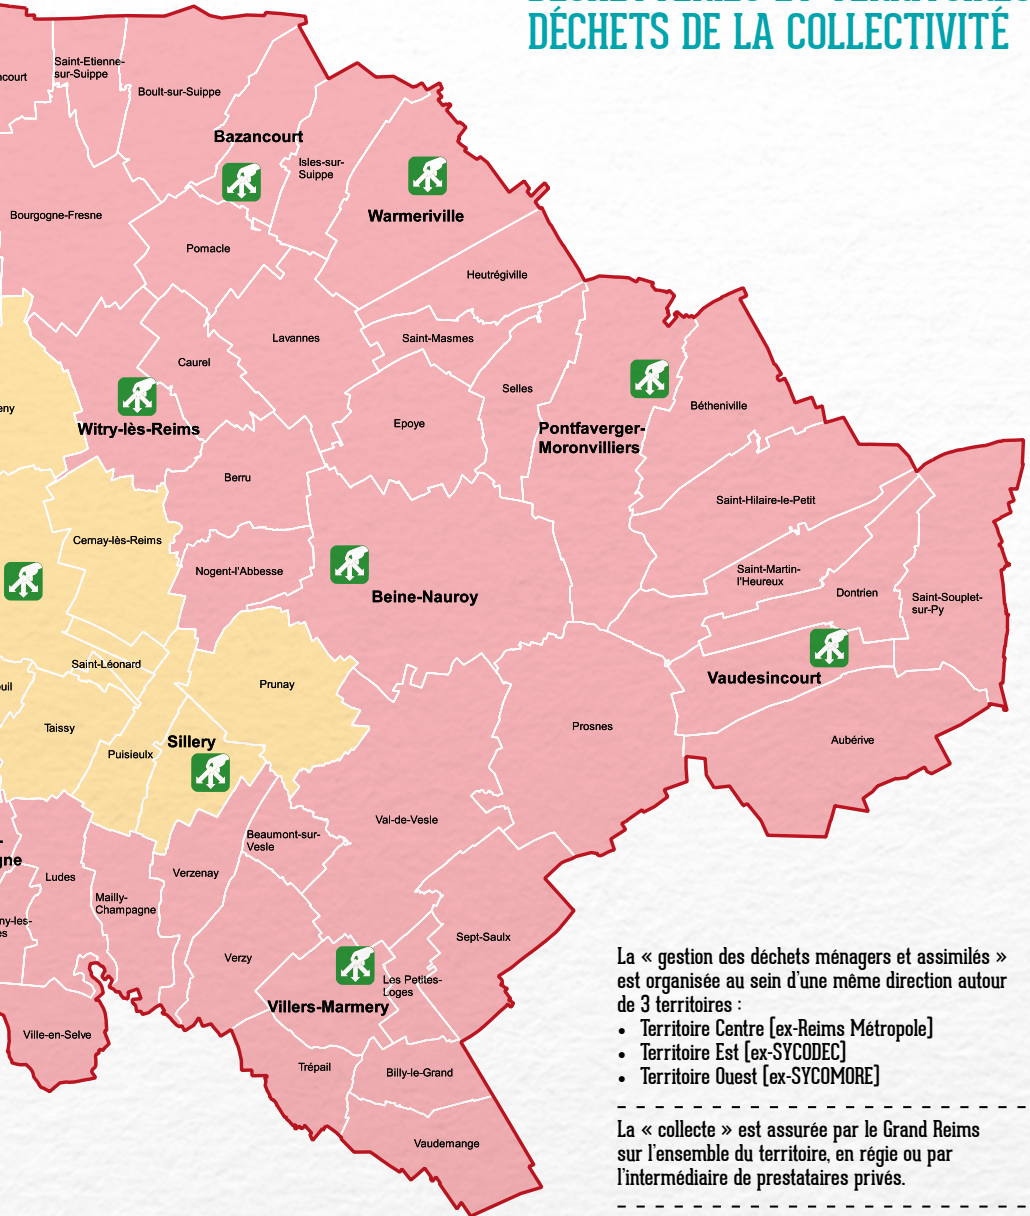 DÉCHETS DE LA COLLECTIVITÉ
Saint-Etienne-
sur-Suippe
Boult-sur-Suippe
Bazancourt
Isles-sur-
Suippe
Warmeriville
Bourgogne-Fresne
Pomacle
Heutrégiville
Lavannes
Saint-Masmes
Caurel
Selles
Bétheniville
Witry-lès-Reims
Epoye
Pontfaverger-
Moronvilliers
Berru
Saint-Hilaire-le-Petit
Cernay-lès-Reims
Nogent-l'Abbesse
Saint-Martin-
l'Heureux
Dontrien
Saint-Souplet-
sur-Py
Beine-Nauroy
Saint-Léonard
Prunay
Vaudesincourt
Taissy
Puisieulx
Sillery
Prosnes
Aubérive
Val-de-Vesle
Beaumont-sur-
Vesle
Verzenay
Ludes
Mailly-
Champagne
Sept-Saulx
Verzy
Les Petites-
Loges
Villers-Marmery
Ville-en-Selve
Trépail
Billy-le-Grand
Vaudemange
La « gestion des déchets ménagers et assimilés »
est organisée au sein d'une même direction autour
de 3 territoires :
• Territoire Centre [ex-Reims Métropole]
• Territoire Est [ex-SYCODEC]
• Territoire Ouest [ex-SYCOMORE]
La « collecte » est assurée par le Grand Reims
sur l'ensemble du territoire, en régie ou par
l'intermédiaire de prestataires privés.